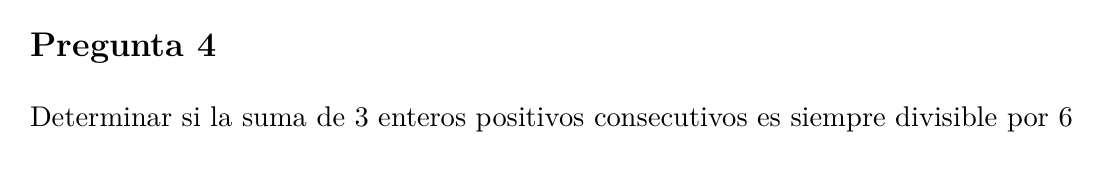 Pregunta 4
Determinar si la suma de 3 enteros positivos consecutivos es siempre divisible por 6